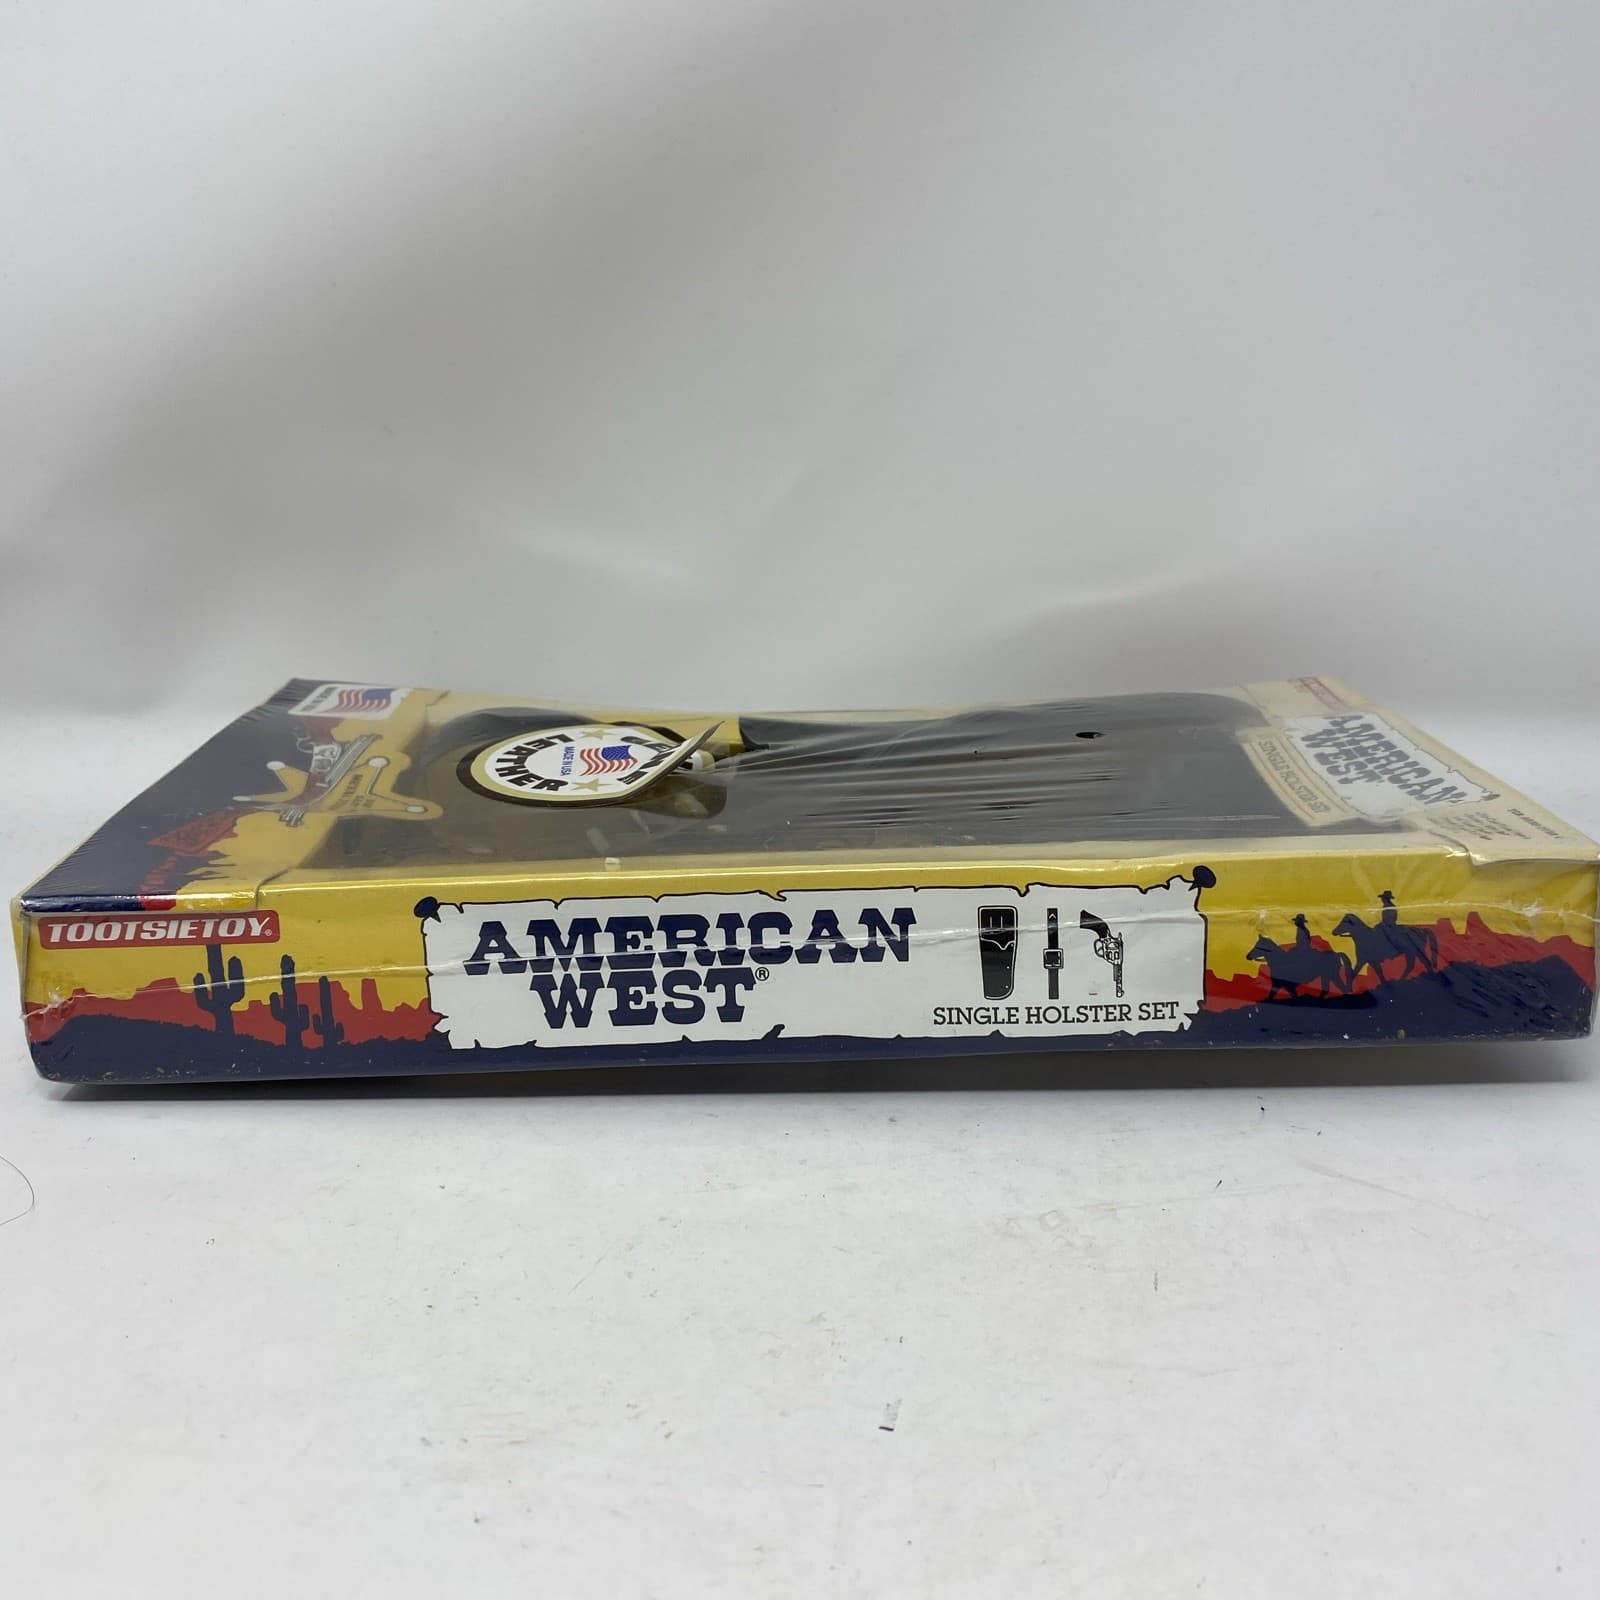 TOOTSIETOY®
AMERICAN
WEST®
SINGLE HOLSTER SET
GENUINE
LEATHER
MADE IN USA
AMERICAN
WEST
SINGLE HOLSTER SET